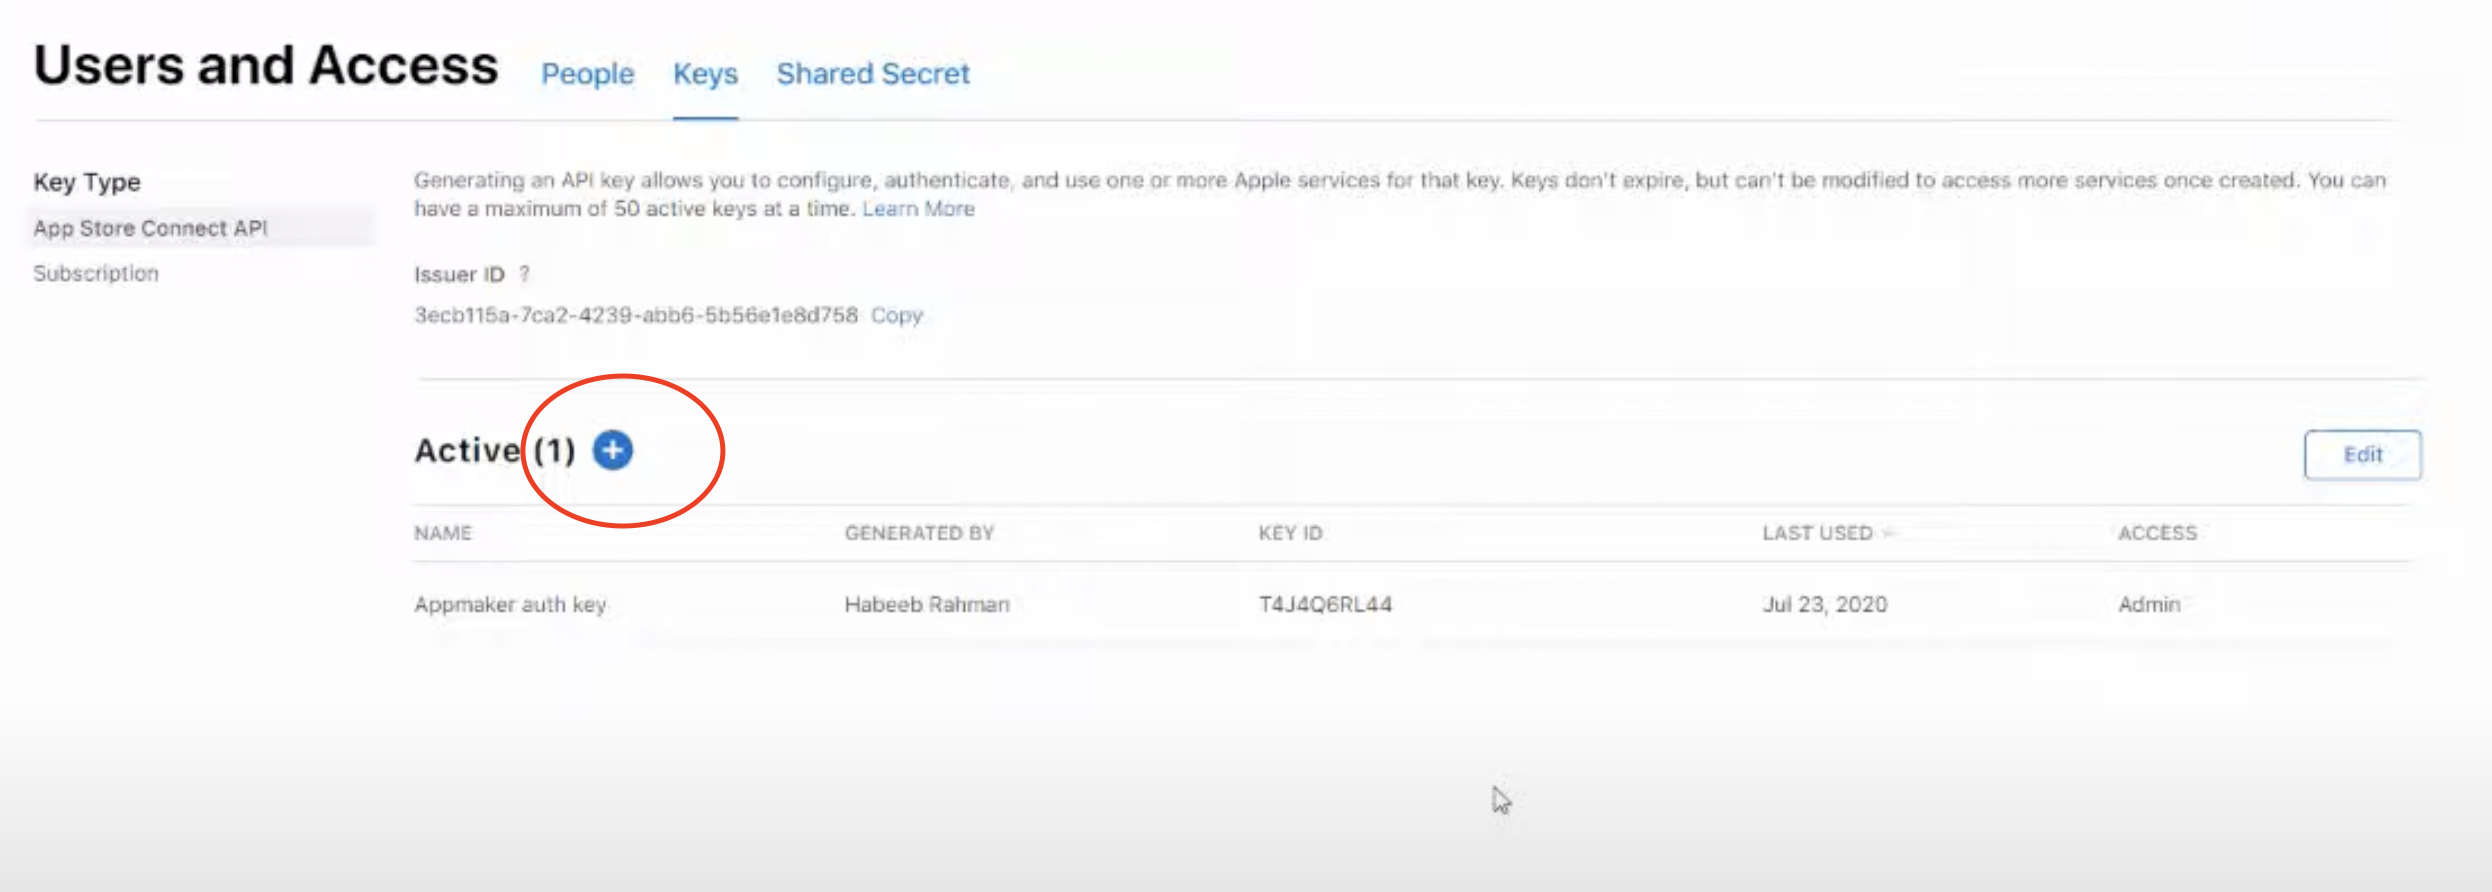 Users and Access People Keys Shared Secret
Key Type
App Store Connect API
Subscription
Generating an API key allows you to configure, authenticate, and use one or more Apple services for that key. Keys don't expire, but can't be modified to access more services once created. You can
have a maximum of 50 active keys at a time. Learn More
Issuer ID ?
3ecb115a-7ca2-4239-abb6-5b56e1e8d758 Copy
Active (1) +
Edit
NAME GENERATED BY KEY ID LAST USED ACCESS
Appmaker auth key Habeeb Rahman T4J4Q6RL44 Jul 23, 2020 Admin